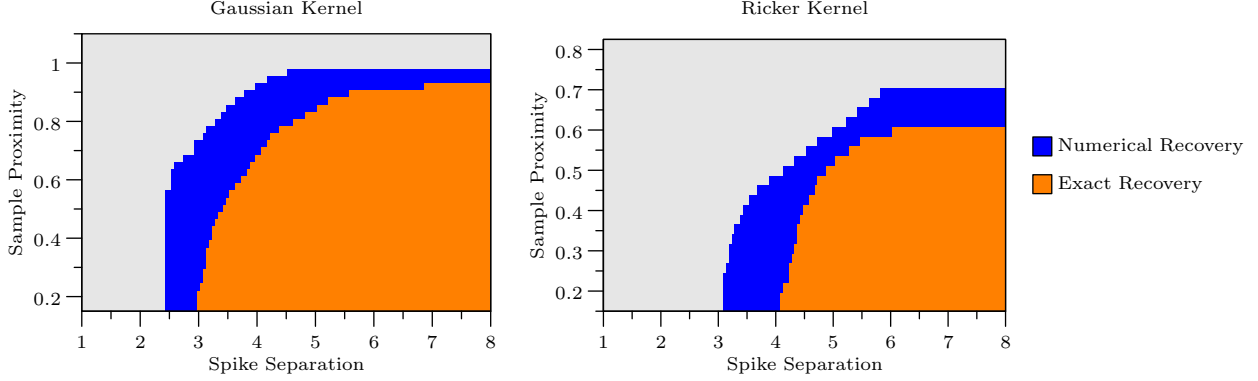 Gaussian Kernel
Sample Proximity
1
0.8
0.6
0.4
0.2
1 2 3 4 5 6 7 8
Spike Separation
Ricker Kernel
Sample Proximity
0.8
0.7
0.6
0.5
0.4
0.3
0.2
1 2 3 4 5 6 7 8
Spike Separation
Numerical Recovery
Exact Recovery